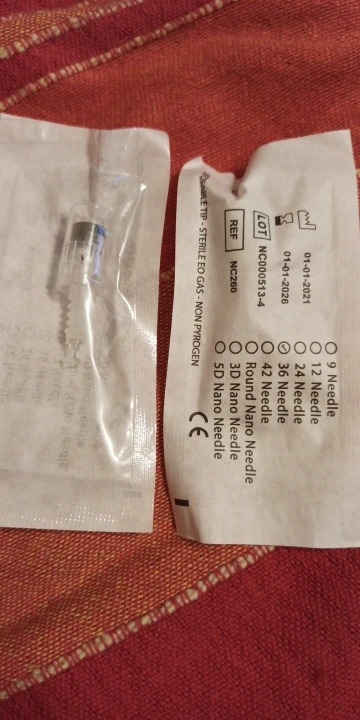 TIP - STERILE EO GAS - NON PYROGEN
REF NC260
LOT NC000513-4
01-01-2026
01-01-2021
9 Needle
12 Needle
24 Needle
36 Needle
42 Needle
Round Nano Needle
3D Nano Needle
5D Nano Needle
CE